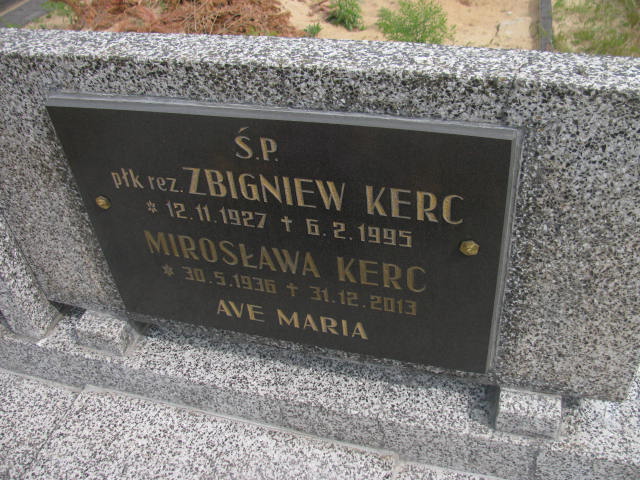 Ś.P.
płk rez. ZBIGNIEW KERC
* 12.11.1927 † 6.2.1995
MIROSŁAWA KERC
* 30.5.1936 † 31.12.2013
AVE MARIA